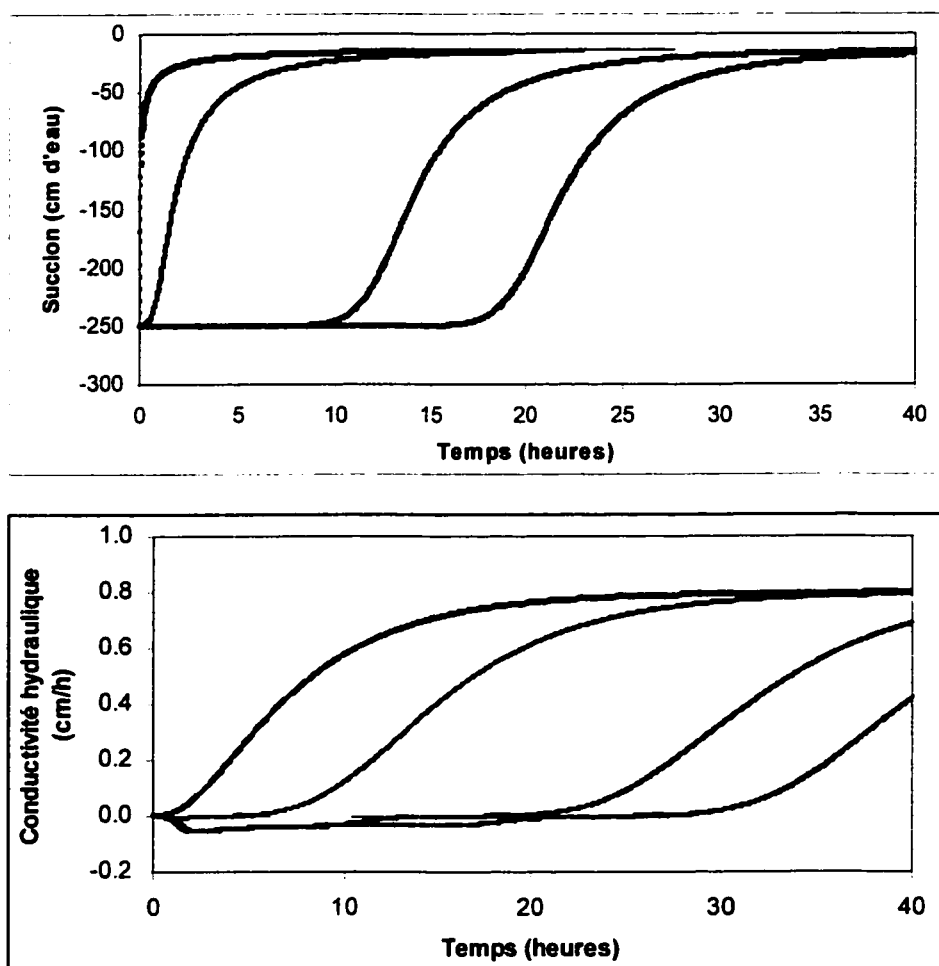 0
-50
-100
-150
-200
-250
-300
Succion (cm d'eau)
0 5 10 15 20 25 30 35 40
Temps (heures)
1.0
0.8
0.6
0.4
0.2
0.0
-0.2
Conductivité hydraulique
(cm/h)
0 10 20 30 40
Temps (heures)